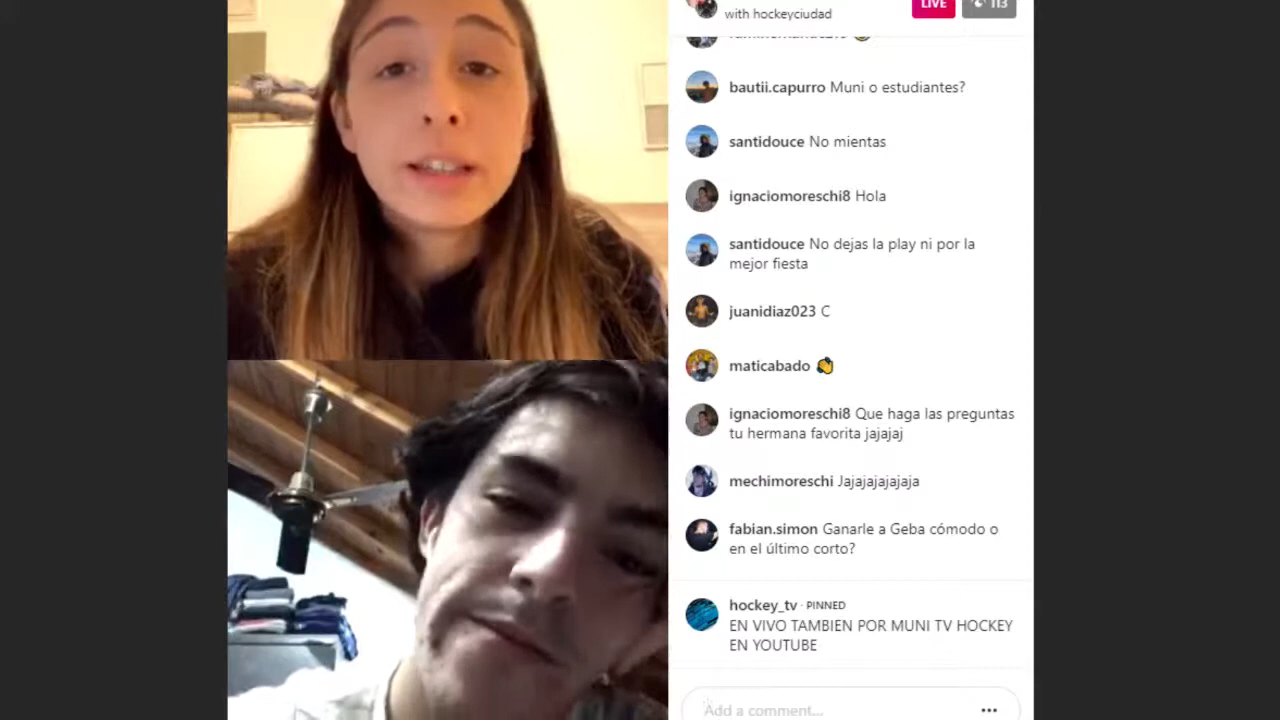 with hockeyciudad
LIVE
113
bautii.capurro Muni o estudiantes?
santidouce No mientas
ignaciomoreschi8 Hola
santidouce No dejas la play ni por la
mejor fiesta
juanidiaz023 C
maticabado 👏
ignaciomoreschi8 Que haga las preguntas
tu hermana favorita jajajaj
mechimoreschi Jajajajajajaja
fabian.simon Ganarle a Geba cómodo o
en el último corto?
hockey_tv · PINNED
EN VIVO TAMBIEN POR MUNI TV HOCKEY
EN YOUTUBE
Add a comment...